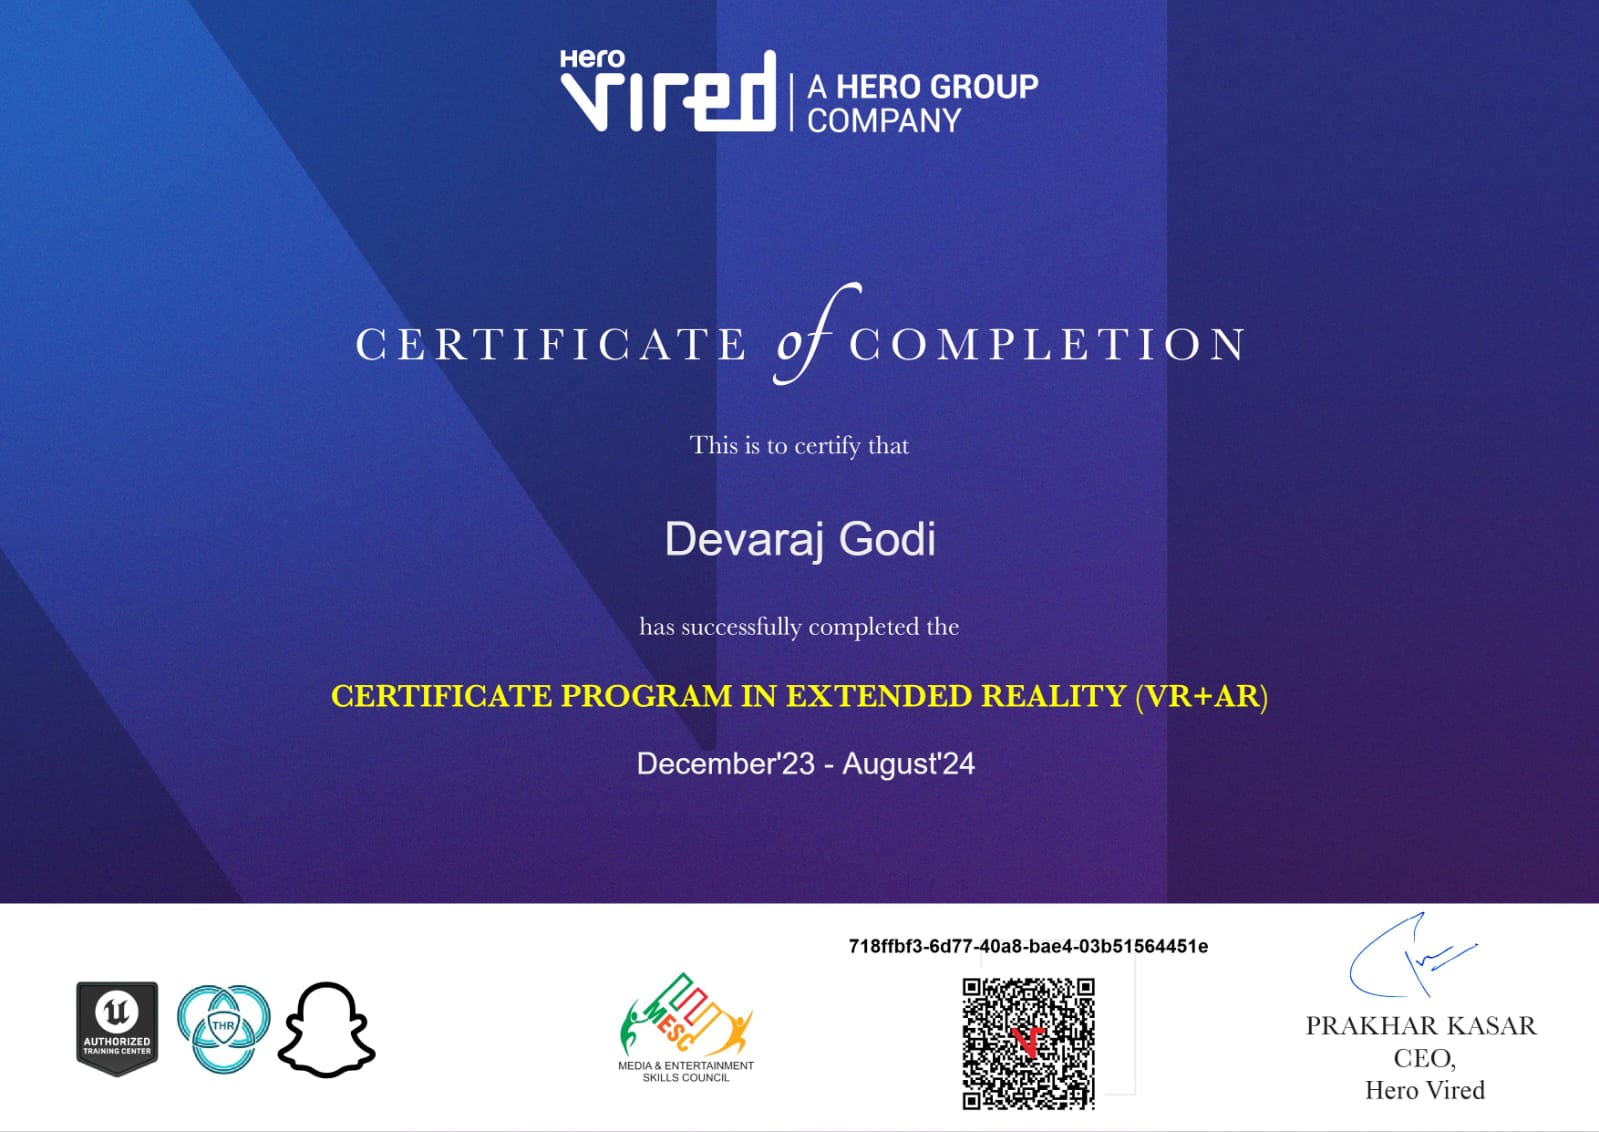 Hero
vired
A HERO GROUP
COMPANY
CERTIFICATE of COMPLETION
This is to certify that
Devaraj Godi
has successfully completed the
CERTIFICATE PROGRAM IN EXTENDED REALITY (VR+AR)
December'23 - August'24
718ffbf3-6d77-40a8-bae4-03b51564451e
AUTHORIZED
TRAINING CENTER
THR
MESC
MEDIA & ENTERTAINMENT
SKILLS COUNCIL
PRAKHAR KASAR
CEO,
Hero Vired